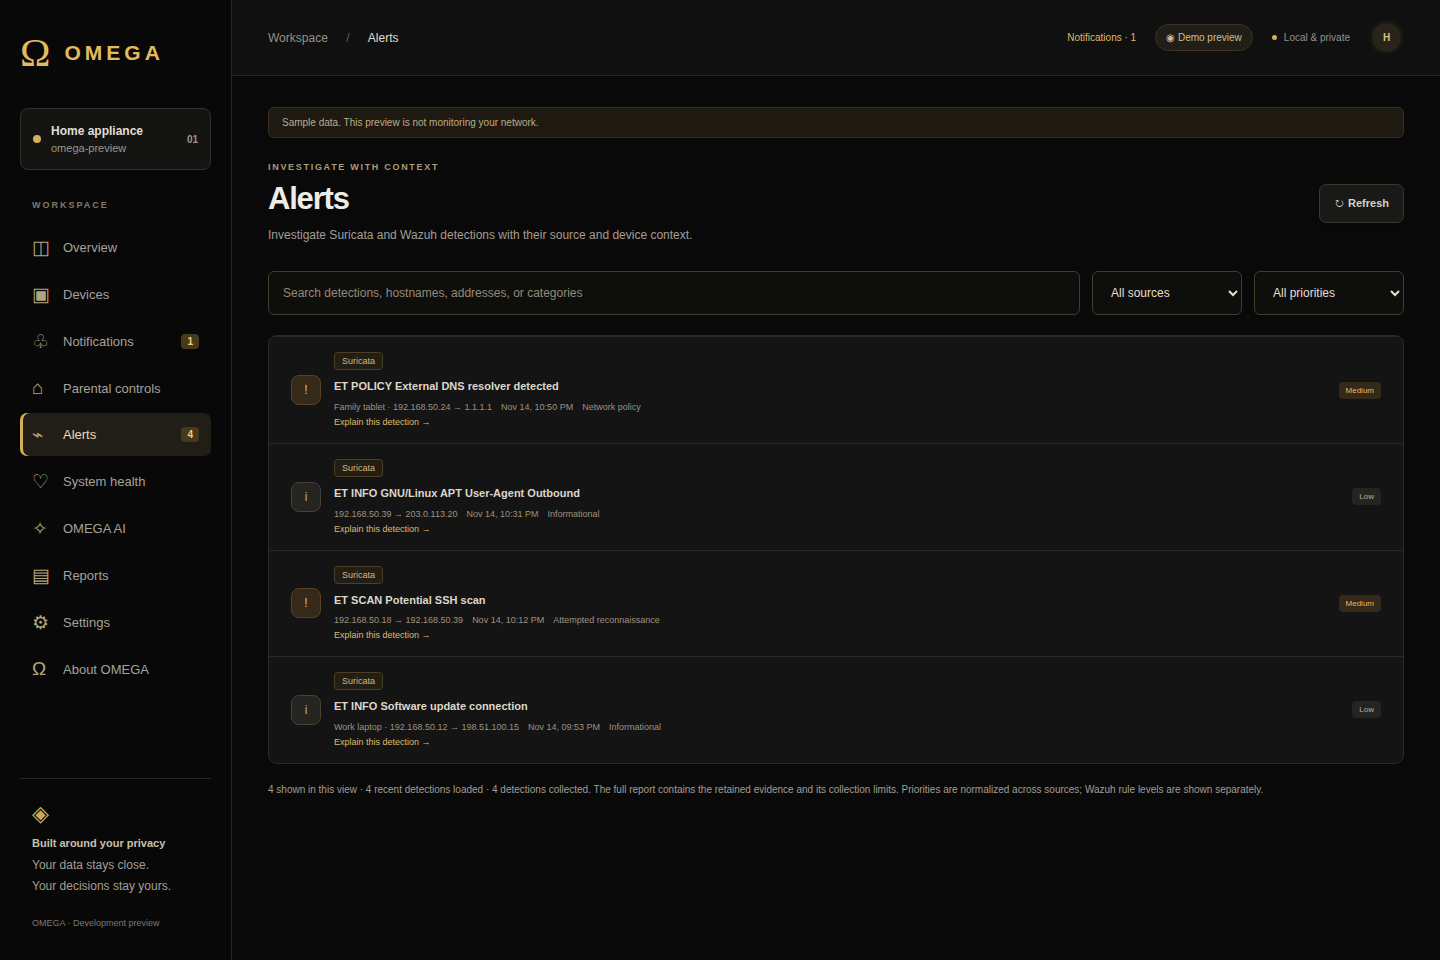 Ω OMEGA
Home appliance
omega-preview
01
WORKSPACE
Overview
Devices
Notifications 1
Parental controls
Alerts 4
System health
OMEGA AI
Reports
Settings
Ω About OMEGA
Built around your privacy
Your data stays close.
Your decisions stay yours.
OMEGA - Development preview
Workspace / Alerts
Notifications · 1
◉ Demo preview
Local & private
H
Sample data. This preview is not monitoring your network.
INVESTIGATE WITH CONTEXT
Alerts
↻ Refresh
Investigate Suricata and Wazuh detections with their source and device context.
Search detections, hostnames, addresses, or categories
All sources
All priorities
Suricata
!
ET POLICY External DNS resolver detected
Medium
Family tablet · 192.168.50.24 → 1.1.1.1 Nov 14, 10:50 PM Network policy
Explain this detection →
Suricata
i
ET INFO GNU/Linux APT User-Agent Outbound
Low
192.168.50.39 → 203.0.113.20 Nov 14, 10:31 PM Informational
Explain this detection →
Suricata
!
ET SCAN Potential SSH scan
Medium
192.168.50.18 → 192.168.50.39 Nov 14, 10:12 PM Attempted reconnaissance
Explain this detection →
Suricata
i
ET INFO Software update connection
Low
Work laptop · 192.168.50.12 → 198.51.100.15 Nov 14, 09:53 PM Informational
Explain this detection →
4 shown in this view · 4 recent detections loaded · 4 detections collected. The full report contains the retained evidence and its collection limits. Priorities are normalized across sources; Wazuh rule levels are shown separately.